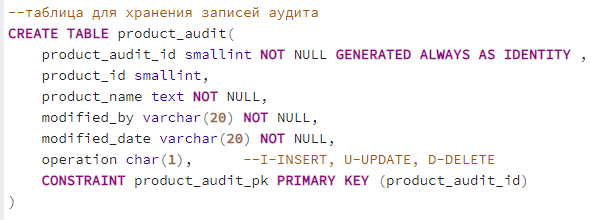 --таблица для хранения записей аудита
CREATE TABLE product_audit(
    product_audit_id smallint NOT NULL GENERATED ALWAYS AS IDENTITY ,
    product_id smallint,
    product_name text NOT NULL,
    modified_by varchar(20) NOT NULL,
    modified_date varchar(20) NOT NULL,
    operation char(1),      --I-INSERT, U-UPDATE, D-DELETE
    CONSTRAINT product_audit_pk PRIMARY KEY (product_audit_id)
)